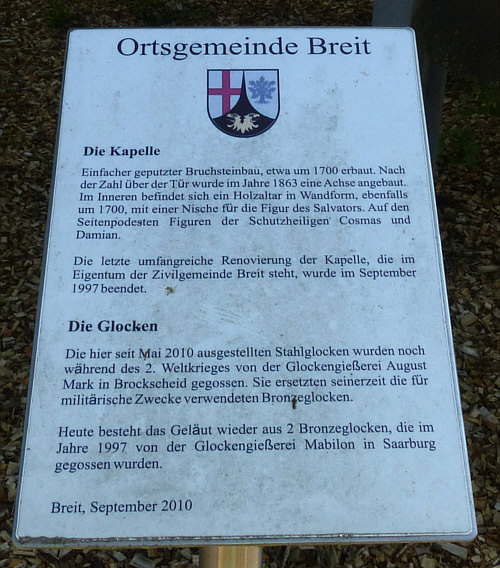 Ortsgemeinde Breit
Die Kapelle
Einfacher geputzter Bruchsteinbau, etwa um 1700 erbaut. Nach
der Zahl über der Tür wurde im Jahre 1863 eine Achse angebaut.
Im Inneren befindet sich ein Holzaltar in Wandform, ebenfalls
um 1700, mit einer Nische für die Figur des Salvators. Auf den
Seitenpodesten Figuren der Schutzheiligen Cosmas und
Damian.
Die letzte umfangreiche Renovierung der Kapelle, die im
Eigentum der Zivilgemeinde Breit steht, wurde im September
1997 beendet.
Die Glocken
Die hier seit Mai 2010 ausgestellten Stahlglocken wurden noch
während des 2. Weltkrieges von der Glockengießerei August
Mark in Brockscheid gegossen. Sie ersetzten seinerzeit die für
militärische Zwecke verwendeten Bronzeglocken.
Heute besteht das Geläut wieder aus 2 Bronzeglocken, die im
Jahre 1997 von der Glockengießerei Mabilon in Saarburg
gegossen wurden.
Breit, September 2010